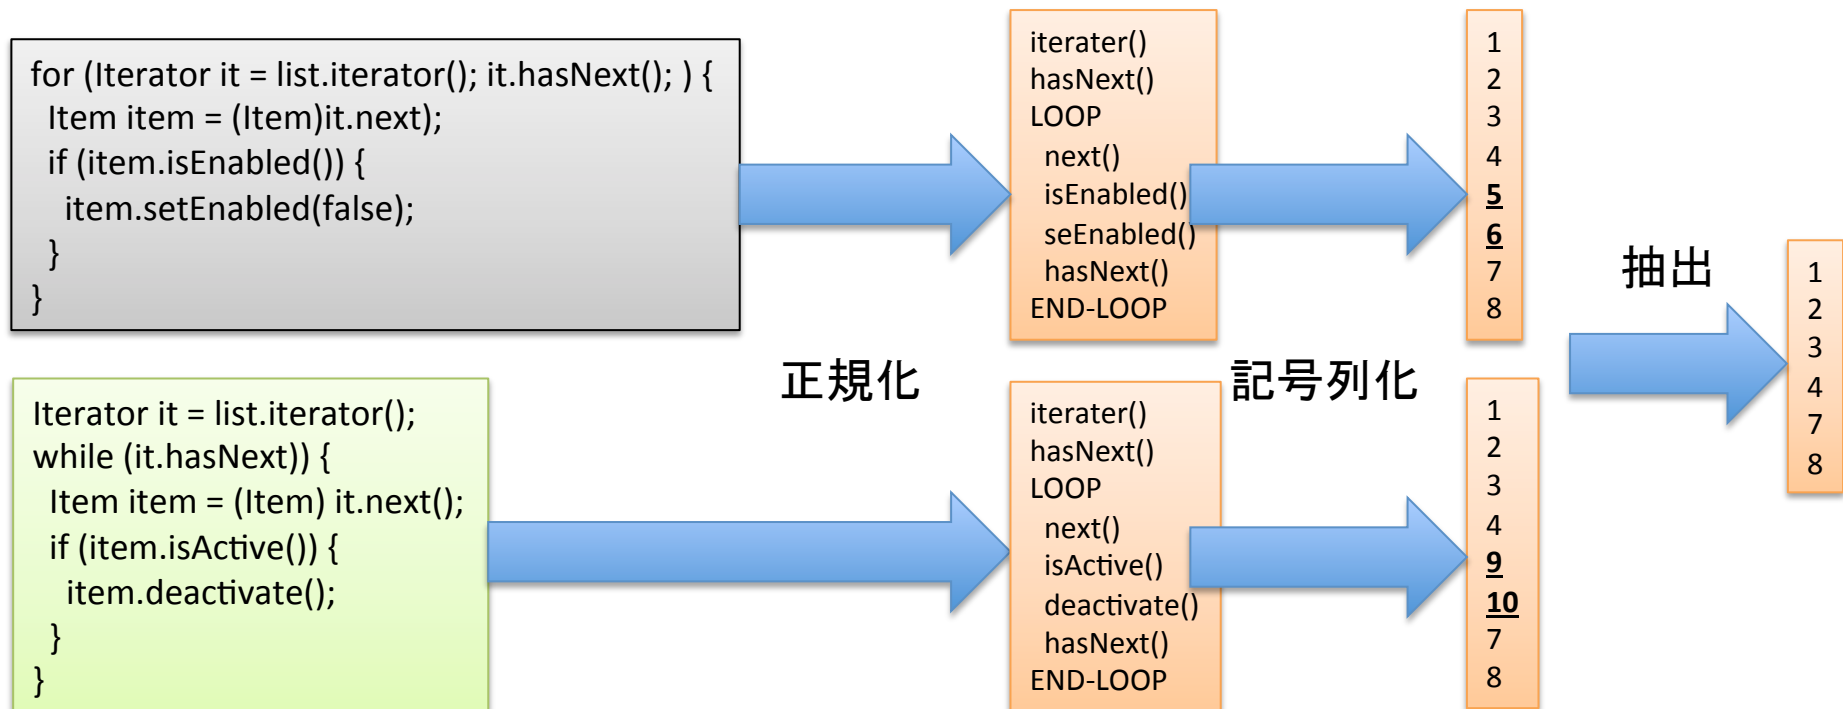 for (Iterator it = list.iterator(); it.hasNext(); ) {
Item item = (Item)it.next);
if (item.isEnabled()) {
item.setEnabled(false);
}
}
iterater()
hasNext()
LOOP
next()
isEnabled()
seEnabled()
hasNext()
END-LOOP
1
2
3
4
5
6
7
8
正規化
記号列化
抽出
Iterator it = list.iterator();
while (it.hasNext)) {
Item item = (Item) it.next();
if (item.isActive()) {
item.deactivate();
}
}
iterater()
hasNext()
LOOP
next()
isActive()
deactivate()
hasNext()
END-LOOP
1
2
3
4
9
10
7
8
1
2
3
4
7
8